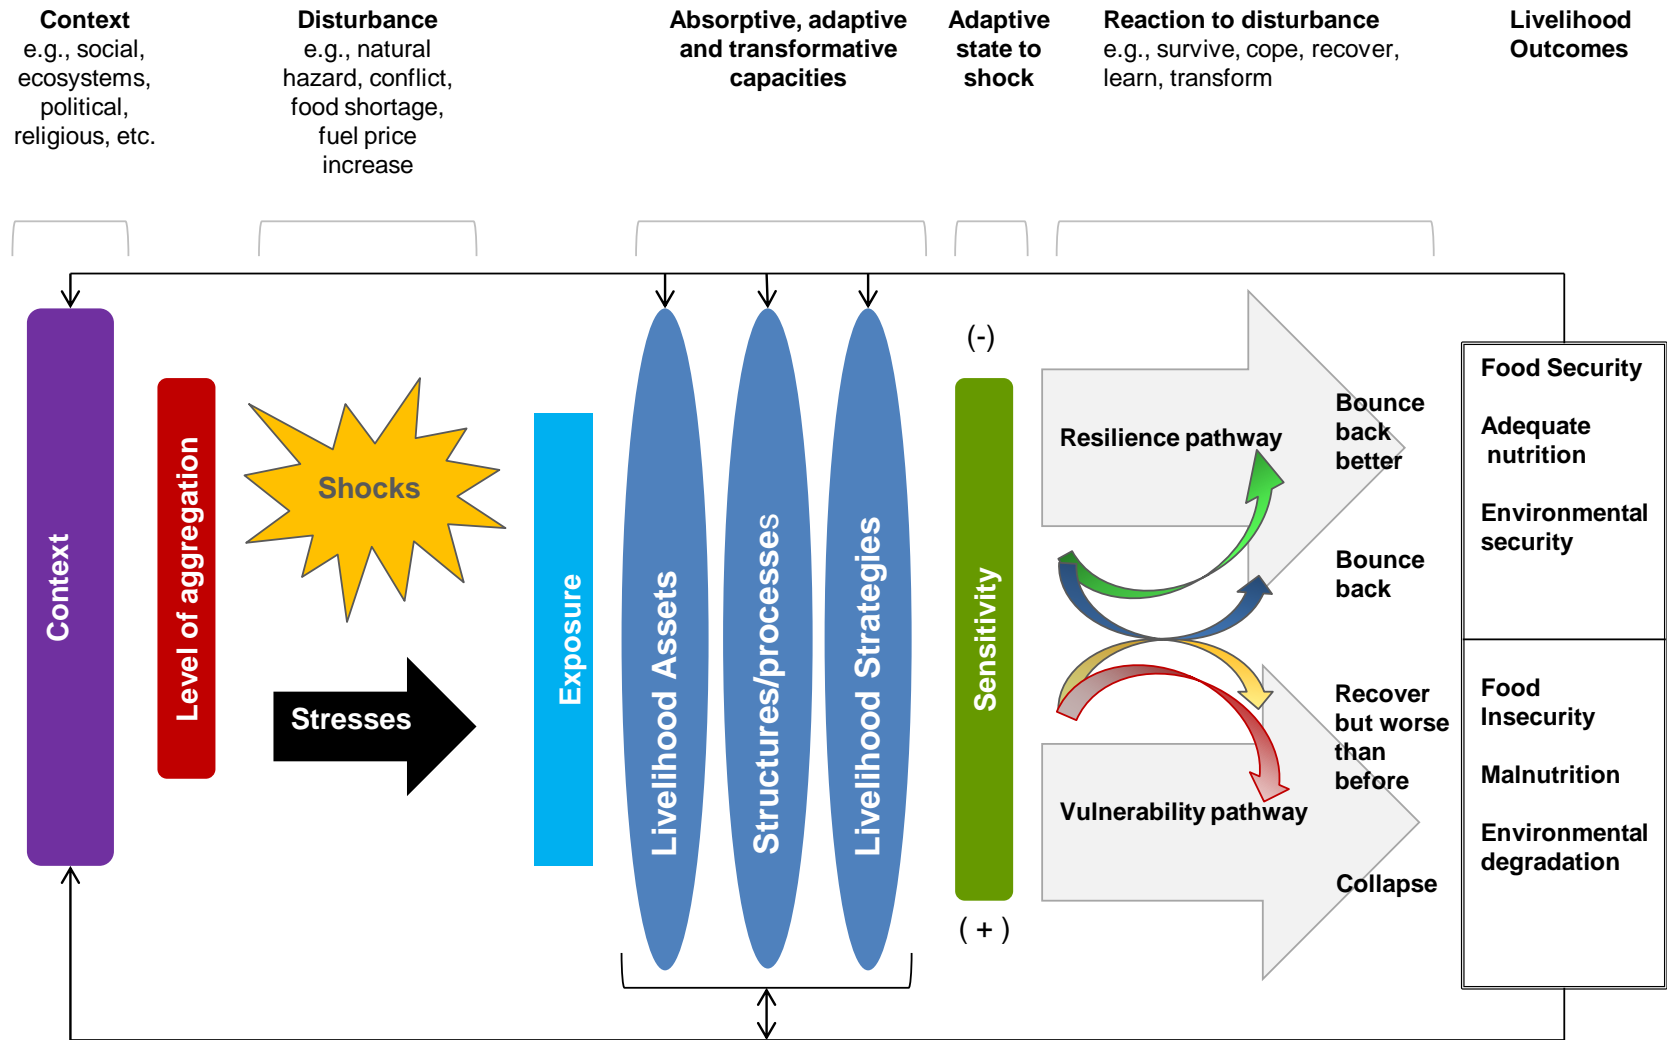 Context
e.g., social,
ecosystems,
political,
religious, etc.
Disturbance
e.g., natural
hazard, conflict,
food shortage,
fuel price
increase
Absorptive, adaptive
and transformative
capacities
Adaptive
state to
shock
Reaction to disturbance
e.g., survive, cope, recover,
learn, transform
Livelihood
Outcomes
Context
Level of aggregation
Shocks
Stresses
Exposure
Livelihood Assets
Structures/processes
Livelihood Strategies
(-)
Sensitivity
( + )
Resilience pathway
Bounce
back
better
Bounce
back
Recover
but worse
than
before
Vulnerability pathway
Collapse
Food Security
Adequate
nutrition
Environmental
security
Food
Insecurity
Malnutrition
Environmental
degradation